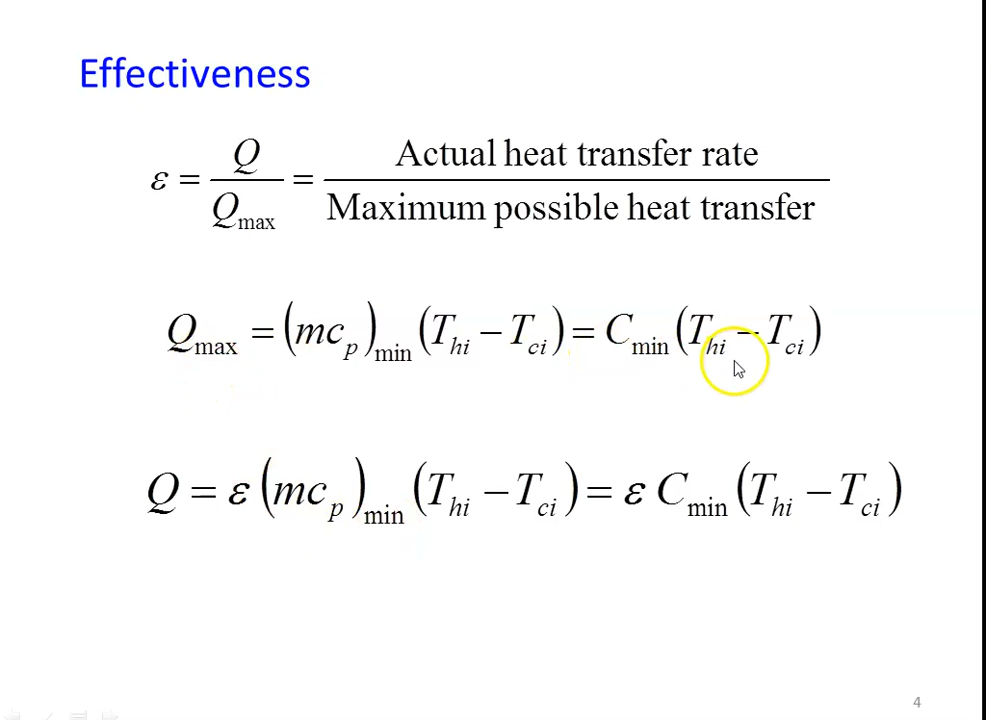 Effectiveness
ε = Q / Q_max = Actual heat transfer rate / Maximum possible heat transfer
Q_max = (mc_p)_min (T_hi − T_ci) = C_min (T_hi − T_ci)
Q = ε (mc_p)_min (T_hi − T_ci) = ε C_min (T_hi − T_ci)
4